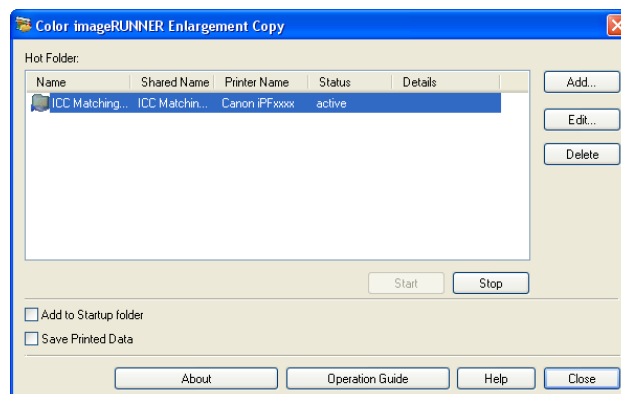 Color imageRUNNER Enlargement Copy
Hot Folder:
Name Shared Name Printer Name Status Details
ICC Matching... ICC Matchin... Canon iPFxxxx active
Add...
Edit...
Delete
Start Stop
Add to Startup folder
Save Printed Data
About Operation Guide Help Close